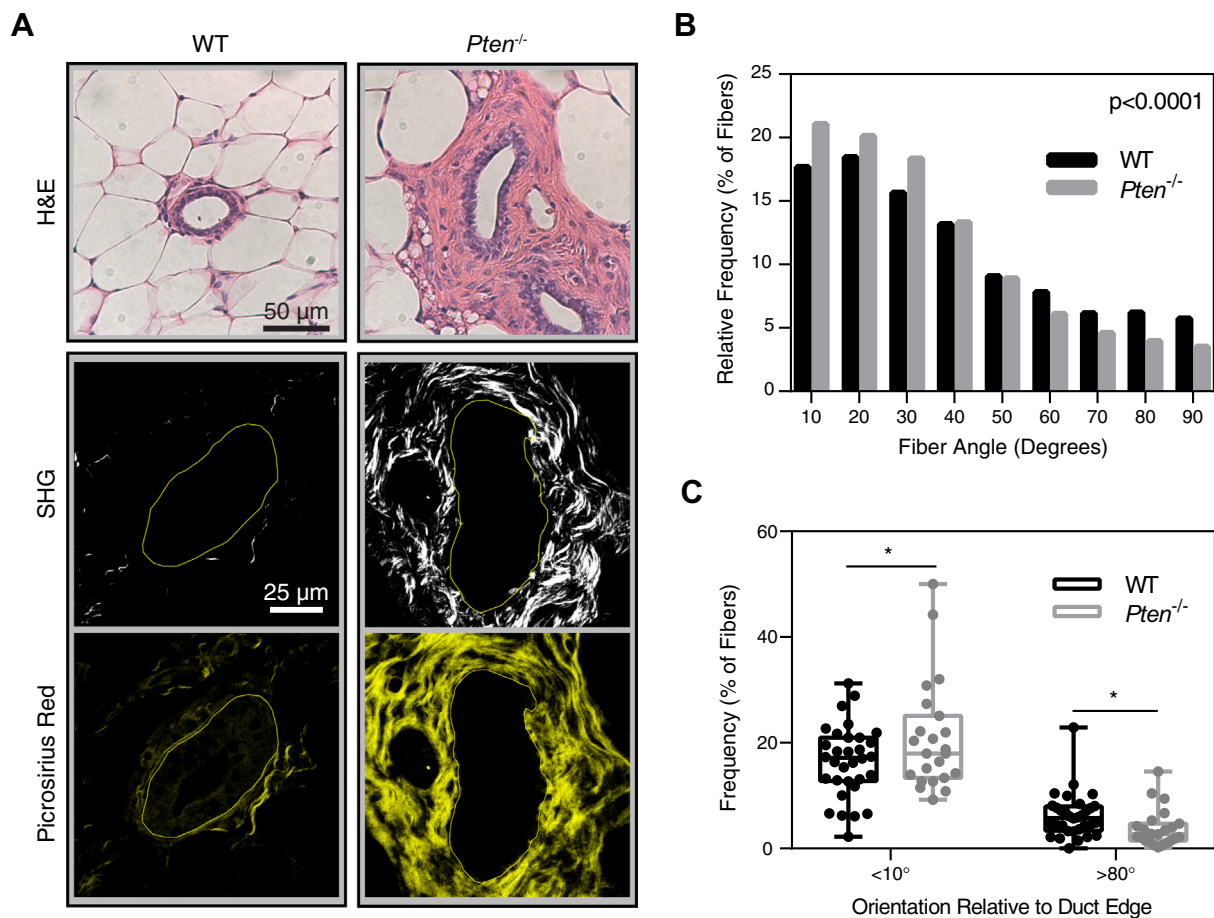 A
WT
Pten-/-
H&E
50 µm
SHG
25 µm
Picrosirius Red
B
Relative Frequency (% of Fibers)
25
20
15
10
5
0
p<0.0001
WT
Pten-/-
10 20 30 40 50 60 70 80 90
Fiber Angle (Degrees)
C
Frequency (% of Fibers)
60
40
20
0
*
*
WT
Pten-/-
<10° >80°
Orientation Relative to Duct Edge